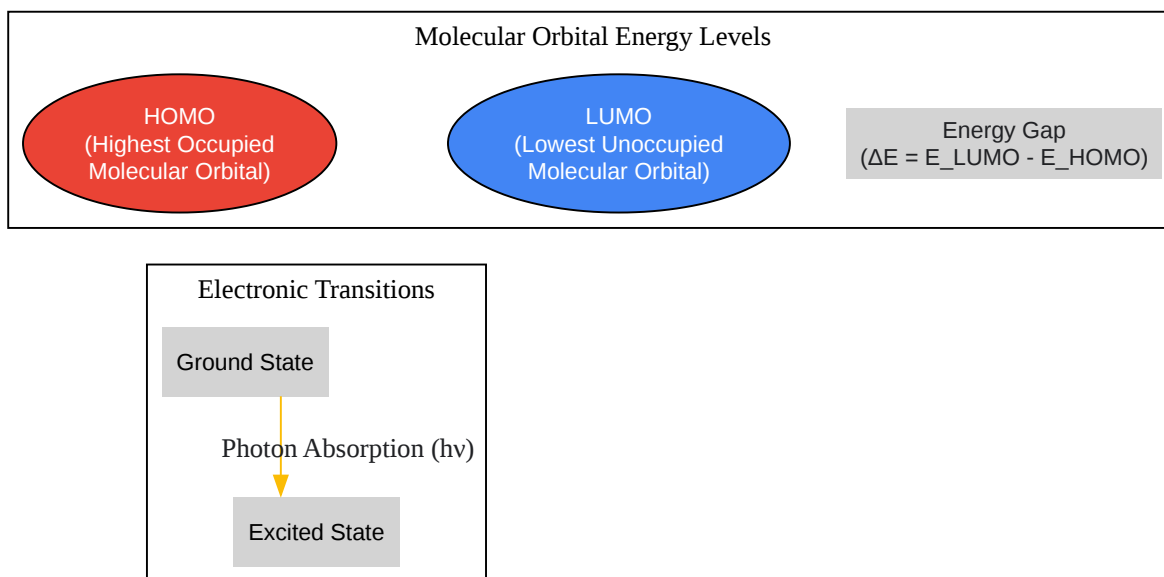 Molecular Orbital Energy Levels
HOMO
(Highest Occupied
Molecular Orbital)
LUMO
(Lowest Unoccupied
Molecular Orbital)
Energy Gap
(ΔE = E_LUMO - E_HOMO)
Electronic Transitions
Ground State
Photon Absorption (hν)
Excited State